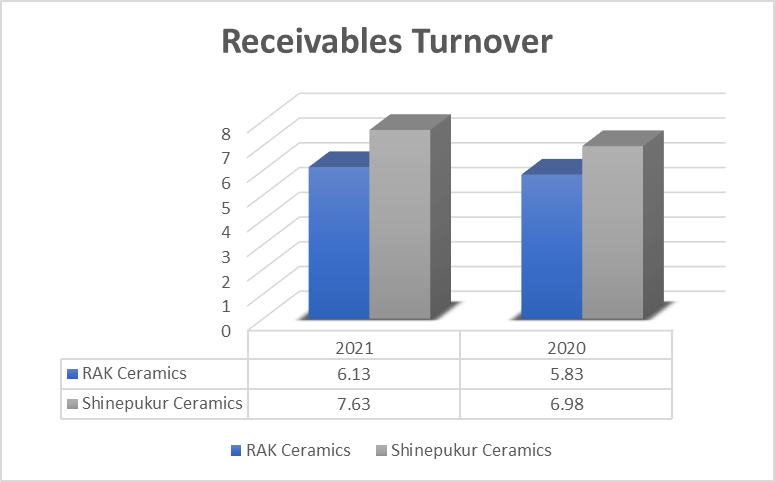 Receivables Turnover
8
7
6
5
4
3
2
1
0
2021 2020
RAK Ceramics 6.13 5.83
Shinepukur Ceramics 7.63 6.98
RAK Ceramics Shinepukur Ceramics